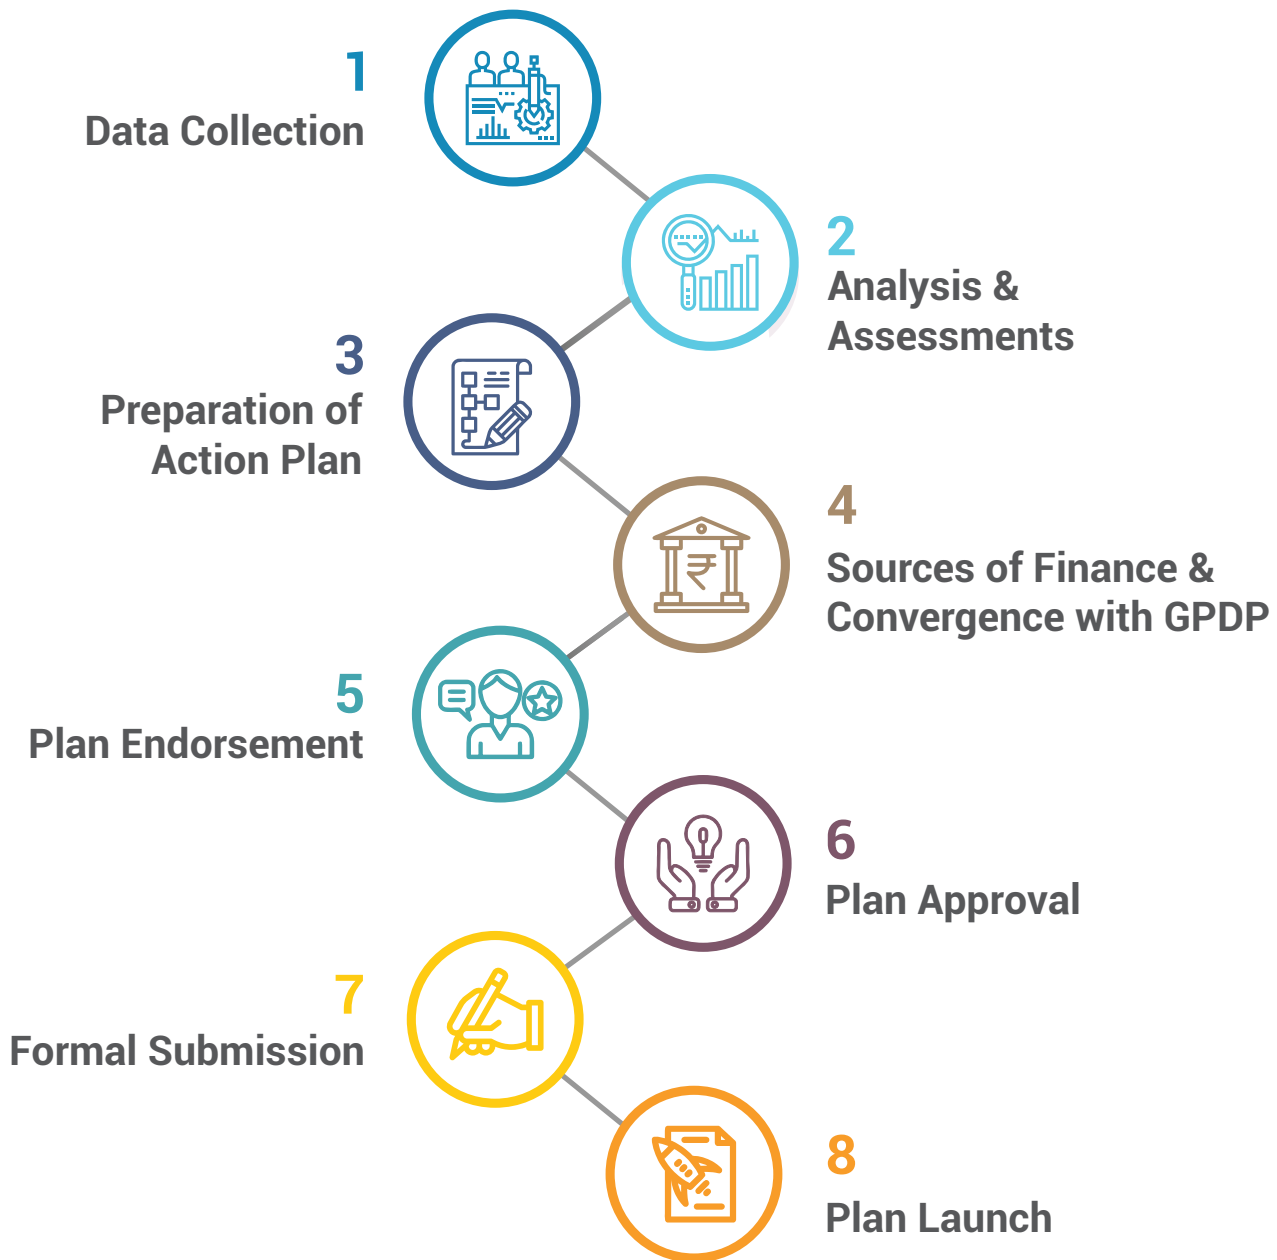 1
Data Collection
2
Analysis &
Assessments
3
Preparation of
Action Plan
4
Sources of Finance &
Convergence with GPDP
5
Plan Endorsement
6
Plan Approval
7
Formal Submission
8
Plan Launch